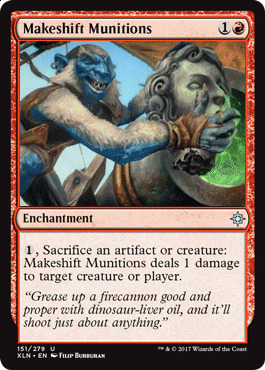 Makeshift Munitions 1
Enchantment
1, Sacrifice an artifact or creature:
Makeshift Munitions deals 1 damage
to target creature or player.
“Grease up a firecannon good and
proper with dinosaur-liver oil, and it’ll
shoot just about anything.”
151/279 U
XLN • EN FILIP BURBURAN
™ & © 2017 Wizards of the Coast